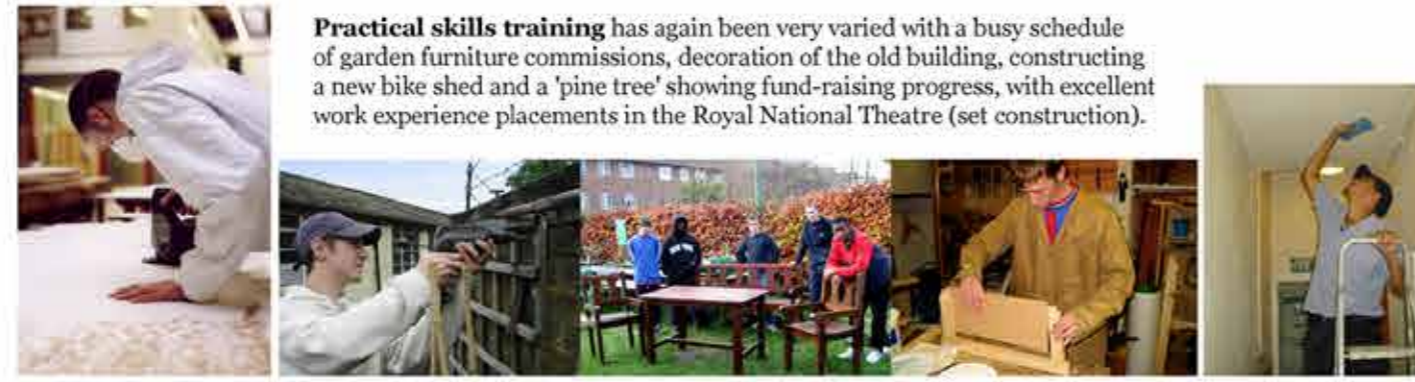 Practical skills training has again been very varied with a busy schedule
of garden furniture commissions, decoration of the old building, constructing
a new bike shed and a 'pine tree' showing fund-raising progress, with excellent
work experience placements in the Royal National Theatre (set construction).